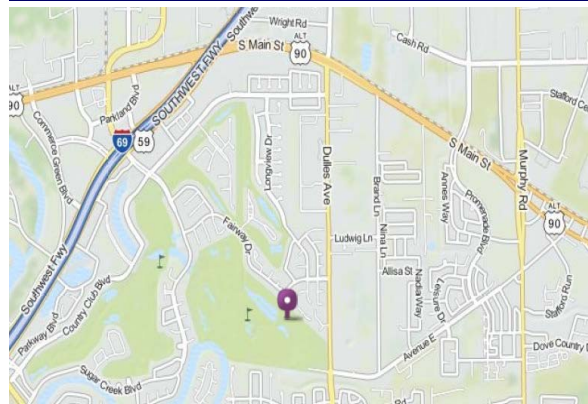 Wright Rd
Southwe
S Main St
ALT
90
Cash Rd
Stafford Ce
SOUTHWEST FWY
Parkland Blv
90
Commerce Green Blvd
69
59
Longview Dr
Dulles Ave
S Main St
Murphy Rd
Brand Ln
Annes Way
Promenade Blvd
ALT
90
Fairway Dr
Ludwig Ln
Nina Ln
Allisa St
Nadia Way
Leisure Dr
Stafford Run
Southwest Fwy
Parkway Blvd
Country Club Blvd
Avenue E
Dove Country D
Sugar Creek Blvd
Rd